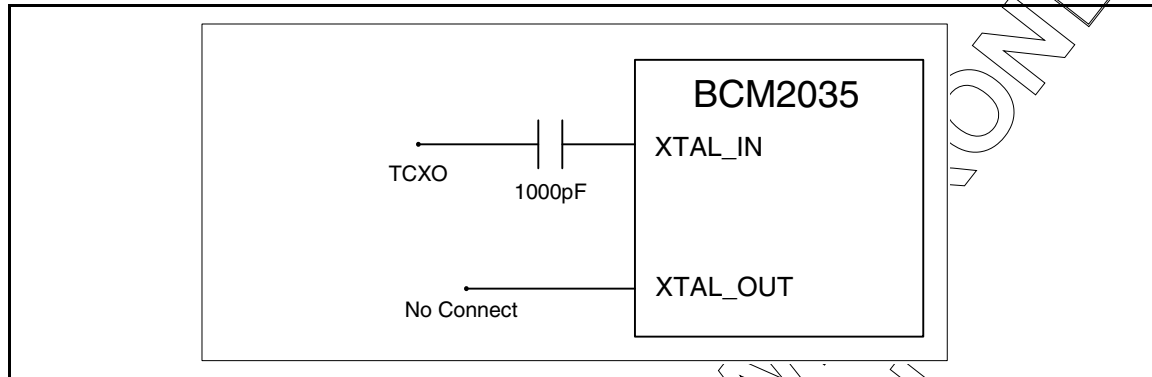 BCM2035
XTAL_IN
TCXO
1000pF
XTAL_OUT
No Connect